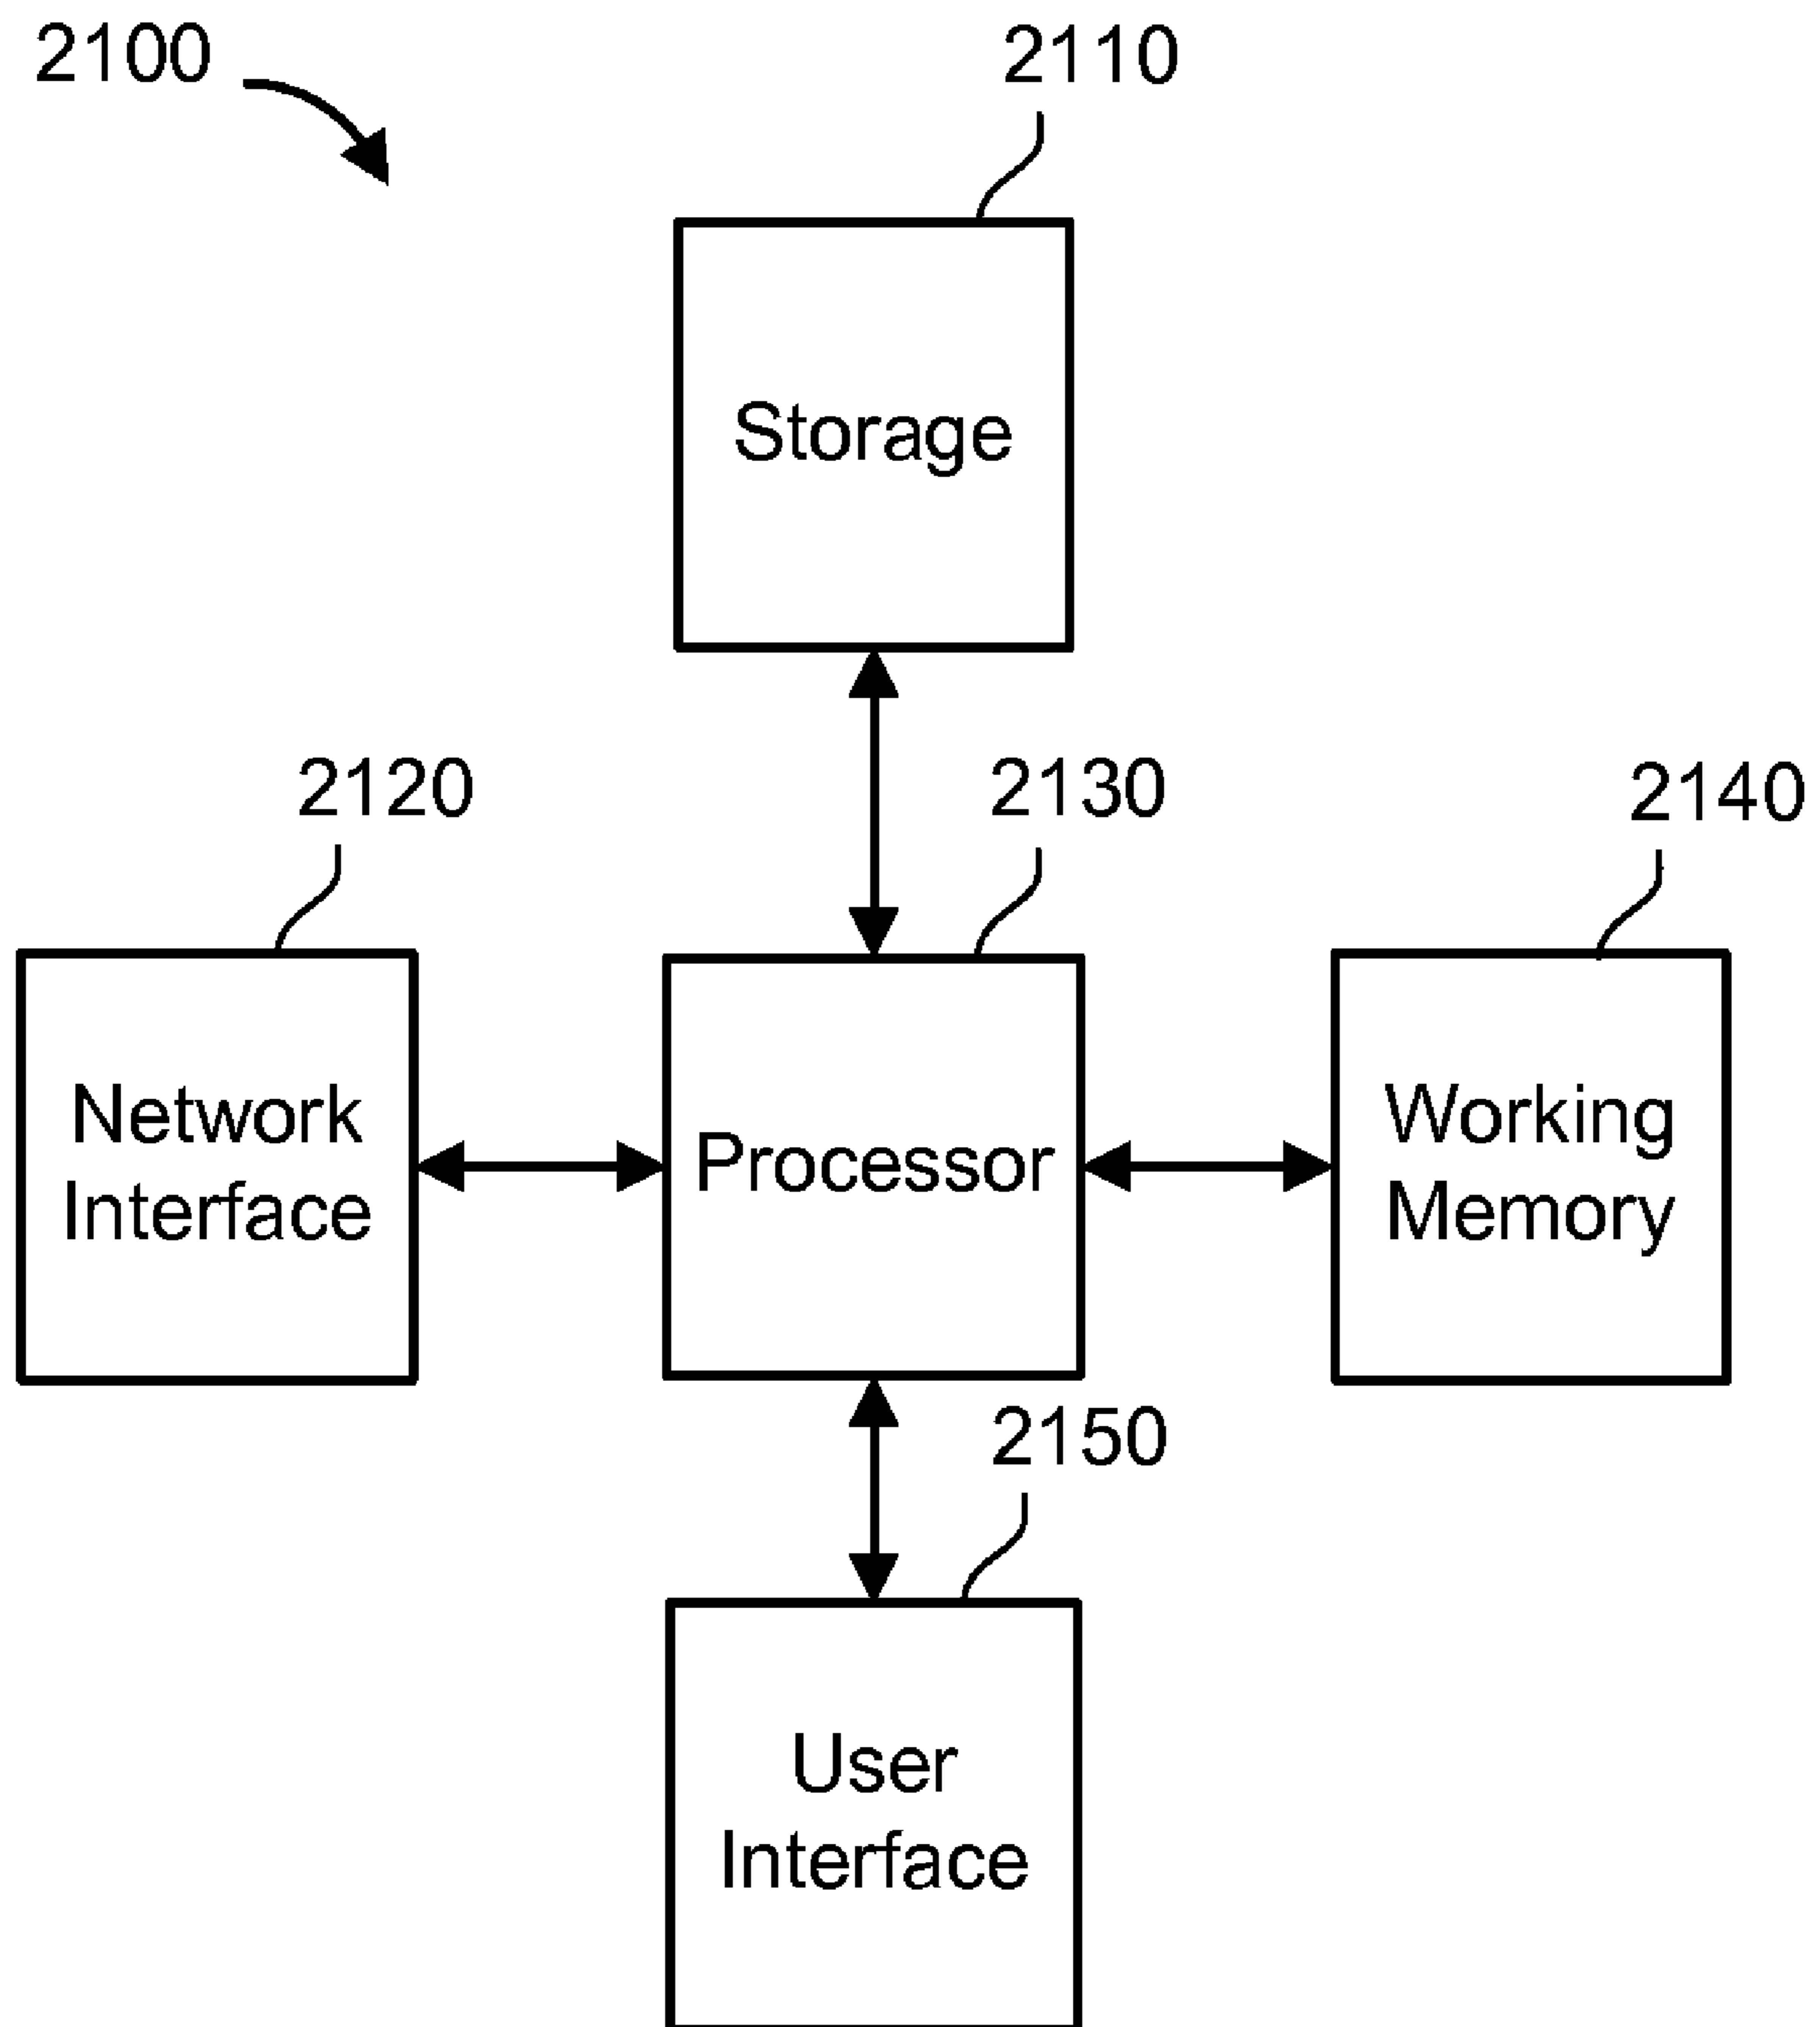 2100
2110
Storage
2120
2130
2140
Network
Interface
Processor
Working
Memory
2150
User
Interface